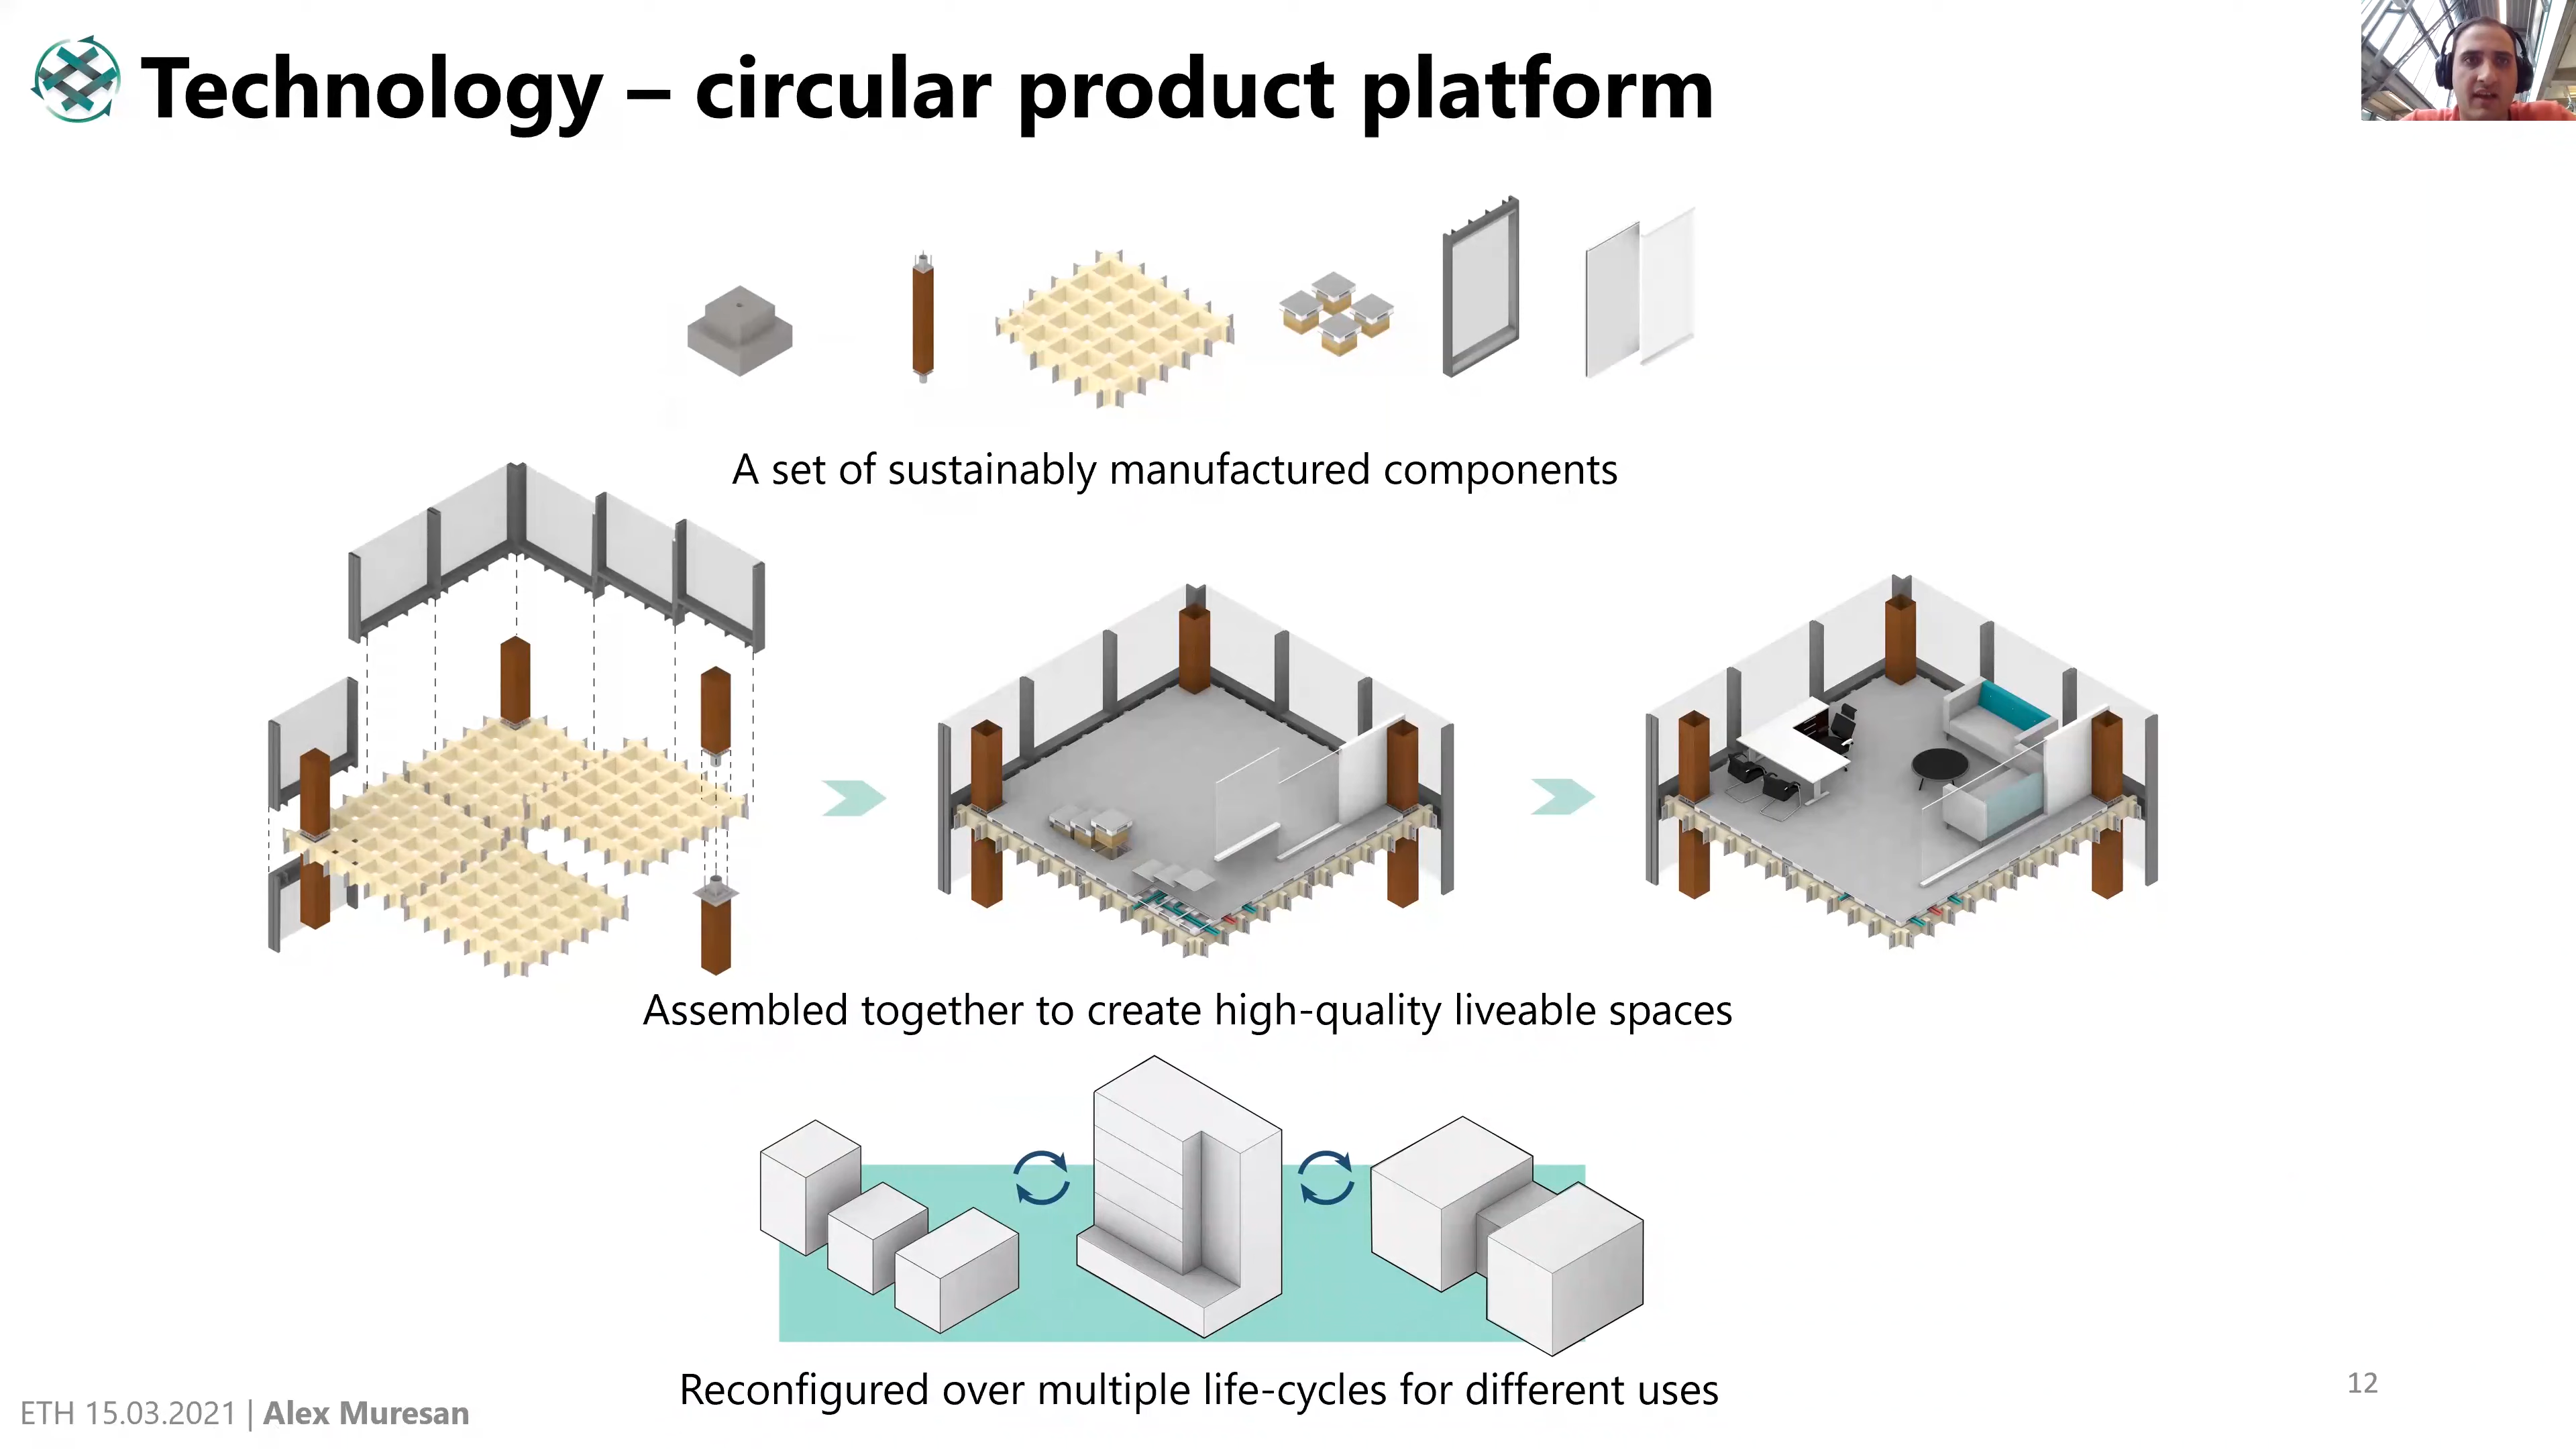 Technology – circular product platform
A set of sustainably manufactured components
Assembled together to create high-quality liveable spaces
Reconfigured over multiple life-cycles for different uses
ETH 15.03.2021 | Alex Muresan
12